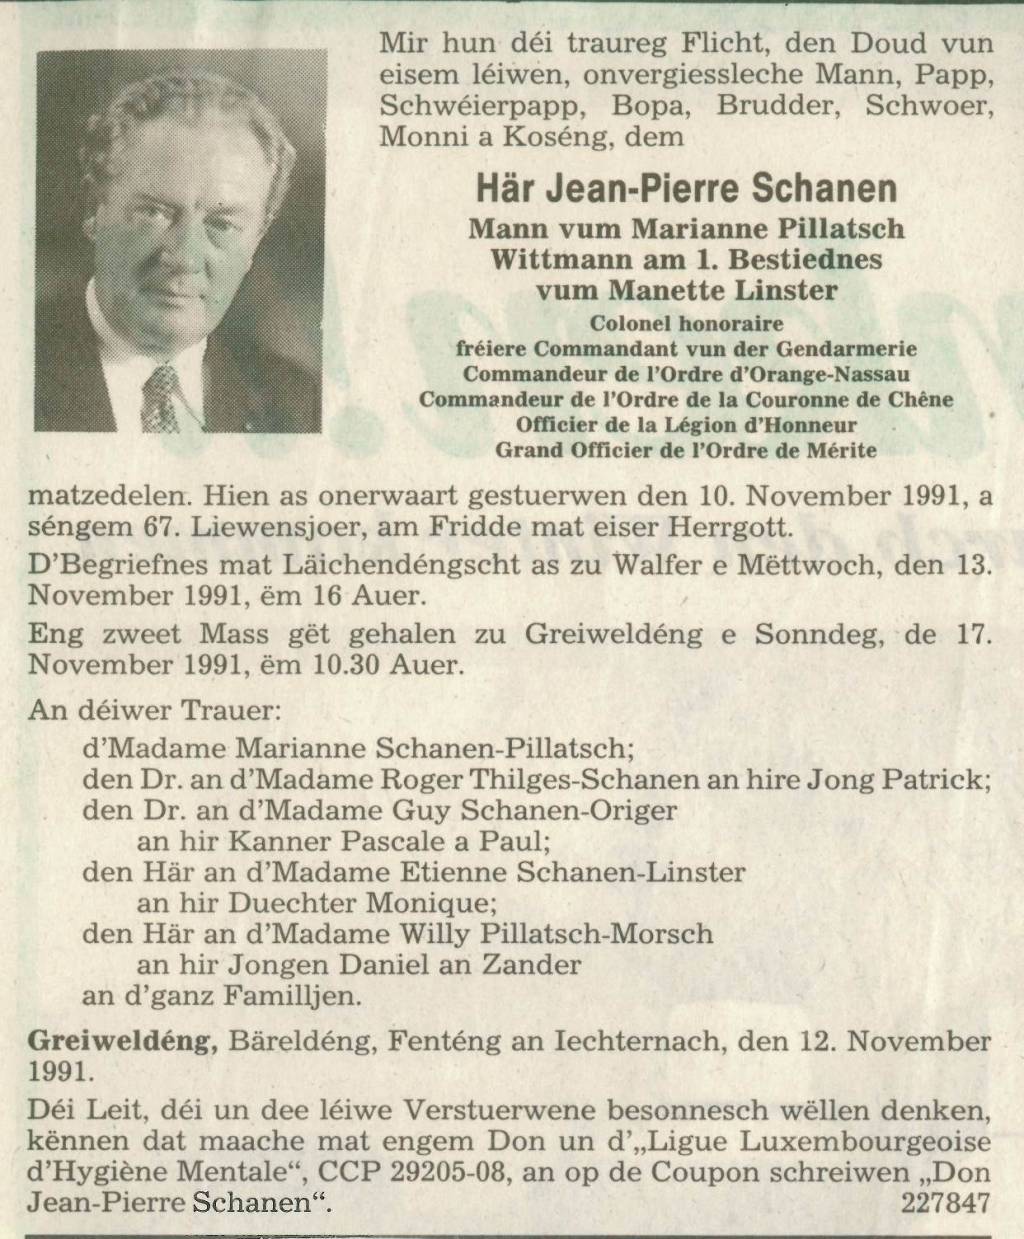 Mir hun déi traureg Flicht, den Doud vun
eisem léiwen, onvergiessleche Mann, Papp,
Schwéierpapp, Bopa, Brudder, Schwoer,
Monni a Koséng, dem
Här Jean-Pierre Schanen
Mann vum Marianne Pillatsch
Wittmann am 1. Bestiednes
vum Manette Linster
Colonel honoraire
fréiere Commandant vun der Gendarmerie
Commandeur de l'Ordre d'Orange-Nassau
Commandeur de l'Ordre de la Couronne de Chêne
Officier de la Légion d'Honneur
Grand Officier de l'Ordre de Mérite
matzedelen. Hien as onerwaart gestuerwen den 10. November 1991, a
séngem 67. Liewensjoer, am Fridde mat eiser Herrgott.
D'Begriefnes mat Läichendéngscht as zu Walfer e Mëttwoch, den 13.
November 1991, ëm 16 Auer.
Eng zweet Mass gët gehalen zu Greiweldéng e Sonndeg, de 17.
November 1991, ëm 10.30 Auer.
An déiwer Trauer:
d'Madame Marianne Schanen-Pillatsch;
den Dr. an d'Madame Roger Thilges-Schanen an hire Jong Patrick;
den Dr. an d'Madame Guy Schanen-Origer
an hir Kanner Pascale a Paul;
den Här an d'Madame Etienne Schanen-Linster
an hir Duechter Monique;
den Här an d'Madame Willy Pillatsch-Morsch
an hir Jongen Daniel an Zander
an d'ganz Familljen.
Greiweldéng, Bäreldéng, Fenténg an Iechternach, den 12. November
1991.
Déi Leit, déi un dee léiwe Verstuerwene besonnesch wëllen denken,
kënnen dat maache mat engem Don un d'„Ligue Luxembourgeoise
d'Hygiène Mentale“, CCP 29205-08, an op de Coupon schreiwen „Don
Jean-Pierre Schanen“. 227847